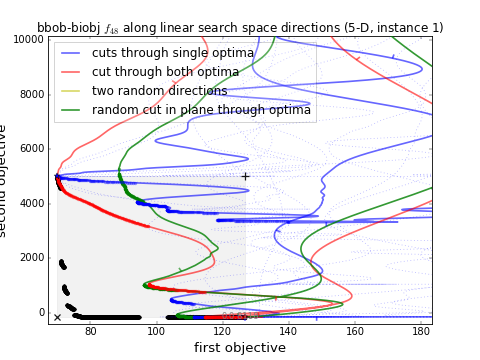 bbob-biobj f48 along linear search space directions (5-D, instance 1)
10000
8000
6000
4000
2000
0
second objective
cuts through single optima
cut through both optima
two random directions
random cut in plane through optima
80 100 120 140 160 180
first objective